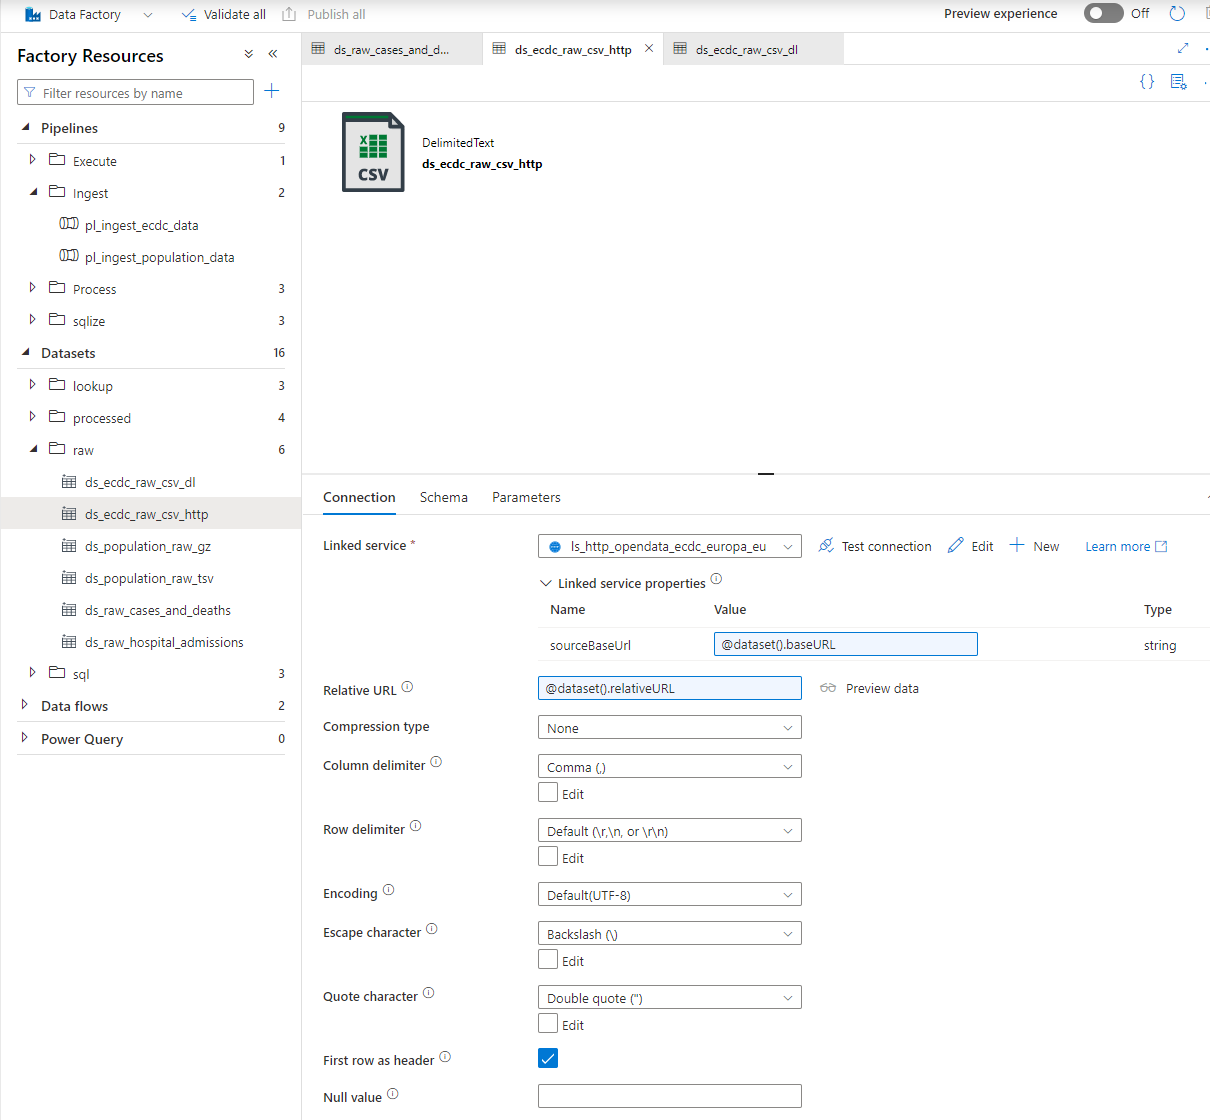 Data Factory
Validate all
Publish all
Preview experience
Off
Factory Resources
Filter resources by name
Pipelines 9
Execute 1
Ingest 2
pl_ingest_ecdc_data
pl_ingest_population_data
Process 3
sqlize 3
Datasets 16
lookup 3
processed 4
raw 6
ds_ecdc_raw_csv_dl
ds_ecdc_raw_csv_http
ds_population_raw_gz
ds_population_raw_tsv
ds_raw_cases_and_deaths
ds_raw_hospital_admissions
sql 3
Data flows 2
Power Query 0
ds_raw_cases_and_d...
ds_ecdc_raw_csv_http
ds_ecdc_raw_csv_dl
{}
X
CSV
DelimitedText
ds_ecdc_raw_csv_http
Connection Schema Parameters
Linked service *
ls_http_opendata_ecdc_europa_eu
Test connection
Edit
New
Learn more
Linked service properties
Name Value Type
sourceBaseUrl @dataset().baseURL string
Relative URL @dataset().relativeURL Preview data
Compression type None
Column delimiter Comma (,)
Edit
Row delimiter Default (\r,\n, or \r\n)
Edit
Encoding Default(UTF-8)
Escape character Backslash (\)
Edit
Quote character Double quote (")
Edit
First row as header
Null value